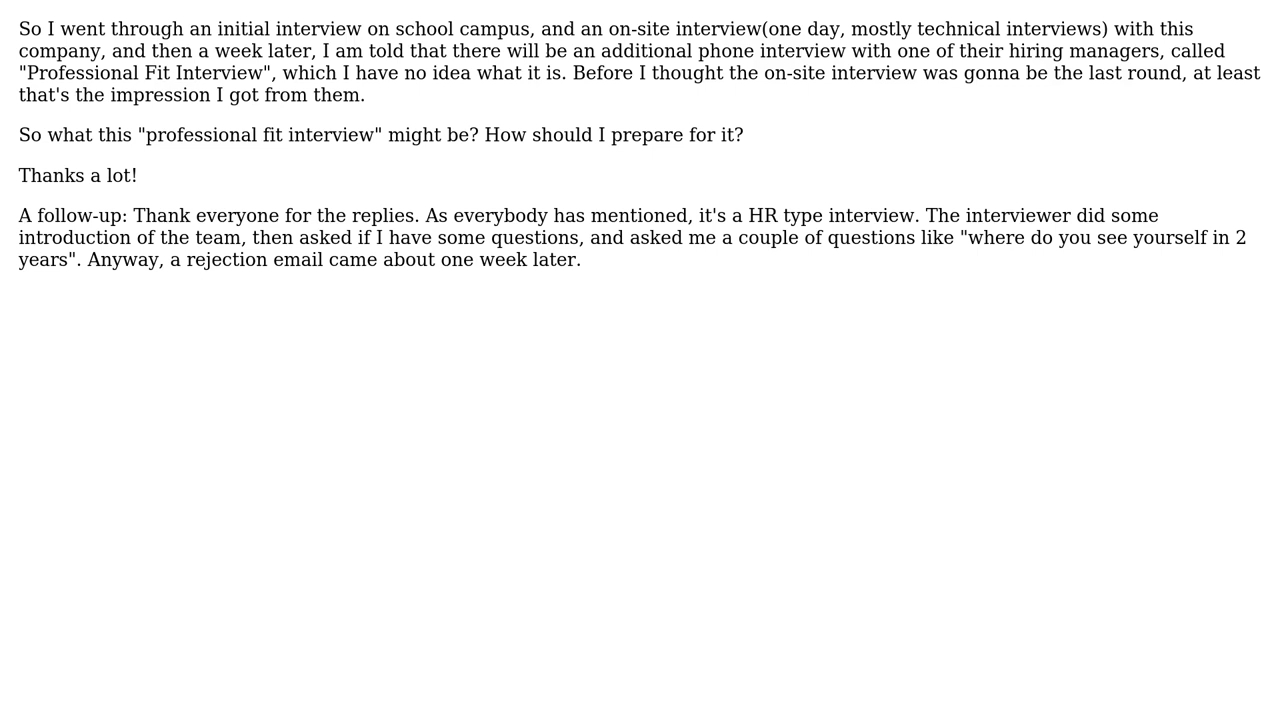 So I went through an initial interview on school campus, and an on-site interview(one day, mostly technical interviews) with this
company, and then a week later, I am told that there will be an additional phone interview with one of their hiring managers, called
"Professional Fit Interview", which I have no idea what it is. Before I thought the on-site interview was gonna be the last round, at least
that's the impression I got from them.
So what this "professional fit interview" might be? How should I prepare for it?
Thanks a lot!
A follow-up: Thank everyone for the replies. As everybody has mentioned, it's a HR type interview. The interviewer did some
introduction of the team, then asked if I have some questions, and asked me a couple of questions like "where do you see yourself in 2
years". Anyway, a rejection email came about one week later.